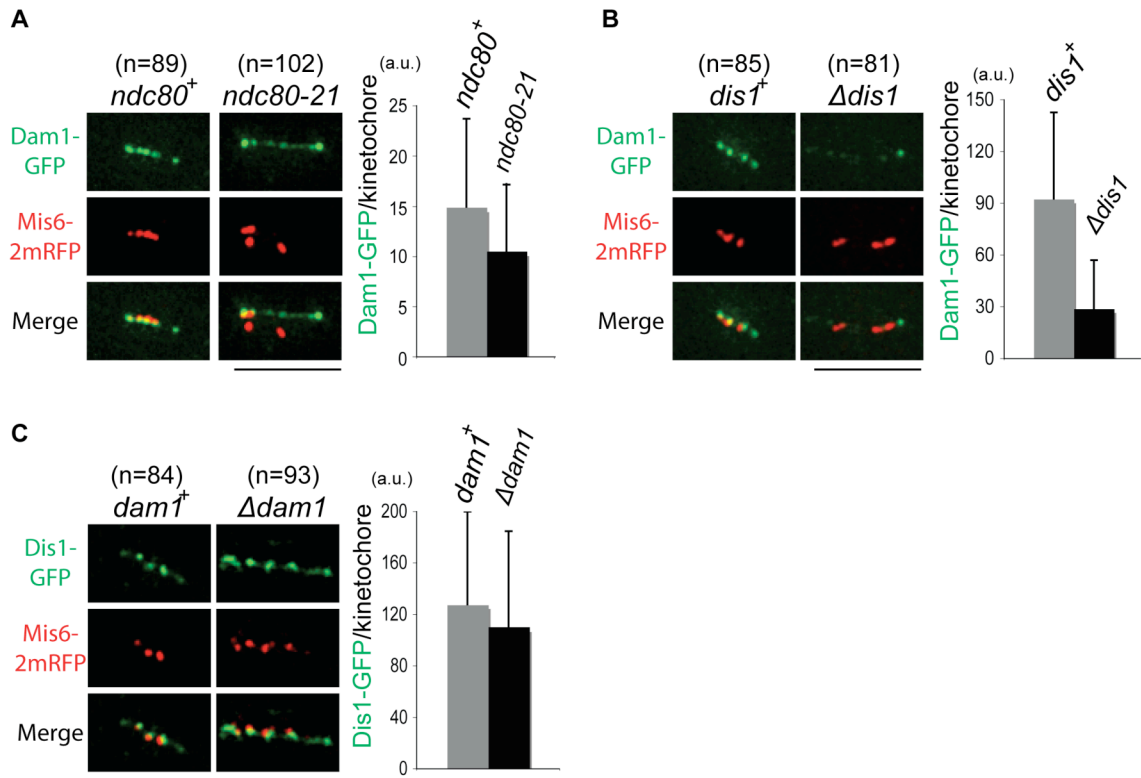 A
(n=89)
ndc80+
(n=102)
ndc80-21
Dam1-
GFP
Mis6-
2mRFP
Merge
(a.u.)
ndc80+
ndc80-21
Dam1-GFP/kinetochore
25
20
15
10
5
0
B
(n=85)
dis1+
(n=81)
Δdis1
Dam1-
GFP
Mis6-
2mRFP
Merge
(a.u.)
dis1+
Δdis1
Dam1-GFP/kinetochore
150
120
90
60
30
0
C
(n=84)
dam1+
(n=93)
Δdam1
Dis1-
GFP
Mis6-
2mRFP
Merge
(a.u.)
dam1+
Δdam1
Dis1-GFP/kinetochore
200
160
120
80
40
0